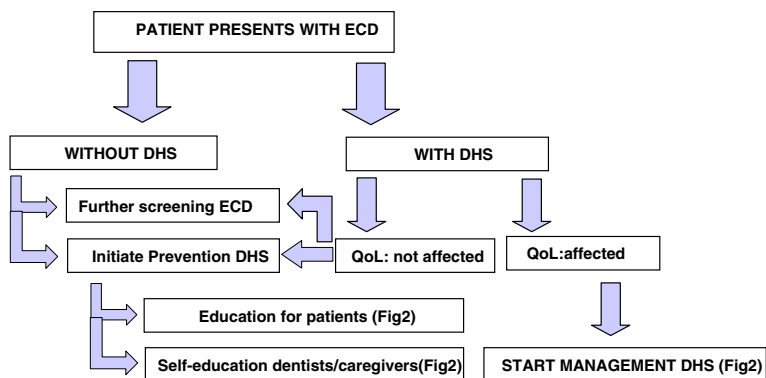 PATIENT PRESENTS WITH ECD
WITHOUT DHS
WITH DHS
Further screening ECD
Initiate Prevention DHS
QoL: not affected
QoL:affected
Education for patients (Fig2)
Self-education dentists/caregivers(Fig2)
START MANAGEMENT DHS (Fig2)